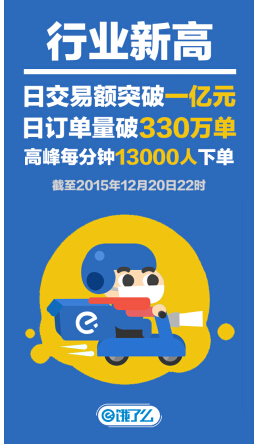 行业新高
日交易额突破一亿元
日订单量破330万单
高峰每分钟13000人下单
截至2015年12月20日22时
e
e饿了么